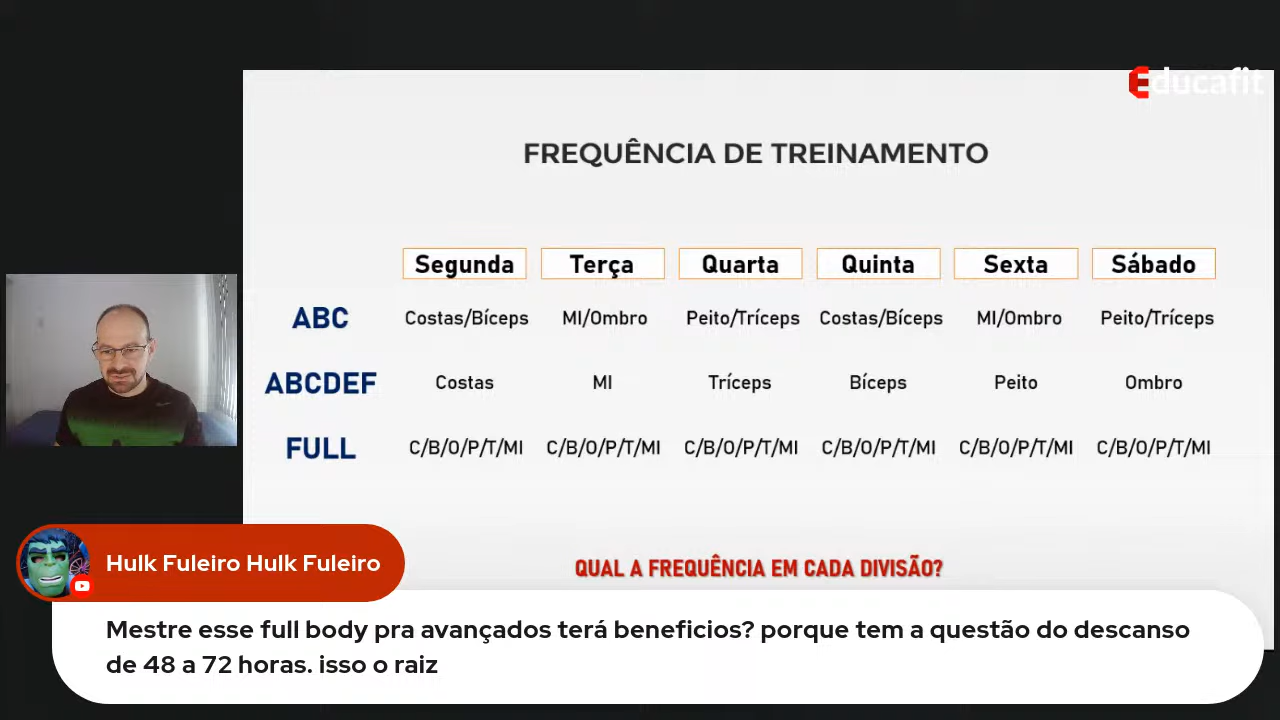 Educafit
FREQUÊNCIA DE TREINAMENTO
Segunda Terça Quarta Quinta Sexta Sábado
ABC Costas/Bíceps MI/Ombro Peito/Tríceps Costas/Bíceps MI/Ombro Peito/Tríceps
ABCDEF Costas MI Tríceps Bíceps Peito Ombro
FULL C/B/O/P/T/MI C/B/O/P/T/MI C/B/O/P/T/MI C/B/O/P/T/MI C/B/O/P/T/MI C/B/O/P/T/MI
QUAL A FREQUÊNCIA EM CADA DIVISÃO?
Hulk Fuleiro Hulk Fuleiro
Mestre esse full body pra avançados terá beneficios? porque tem a questão do descanso
de 48 a 72 horas. isso o raiz